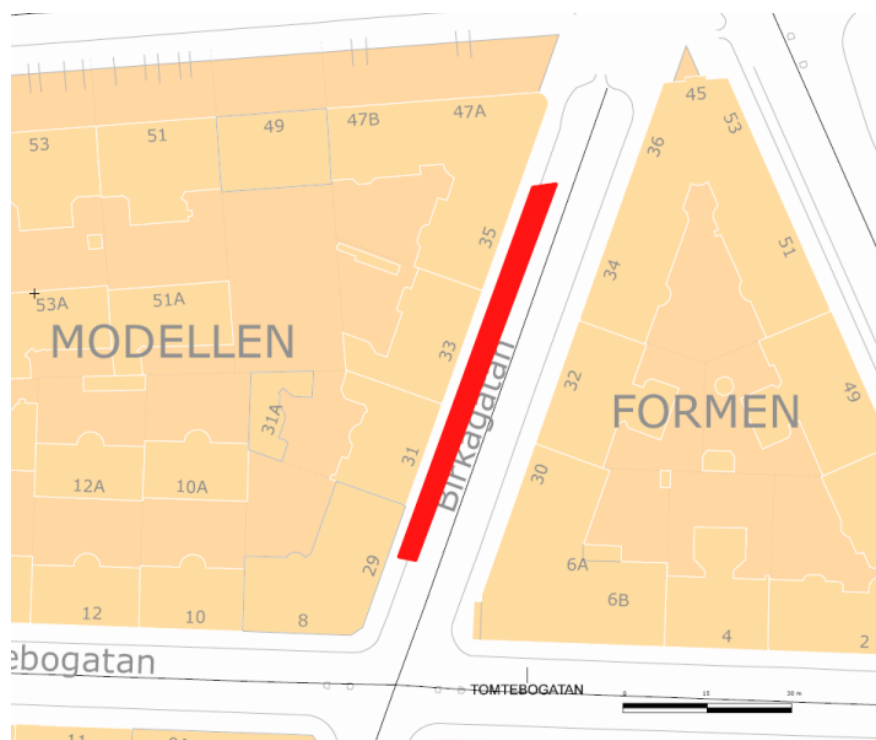 45
47A
47B
49
51
53
53
36
35
34
51
53A
51A
MODELLEN
33
Birkagatan
32
FORMEN
49
31A
31
30
12A
10A
29
6A
6B
12
10
8
4
2
ebogatan
TOMTEBOGATAN
0
15
30 m
11